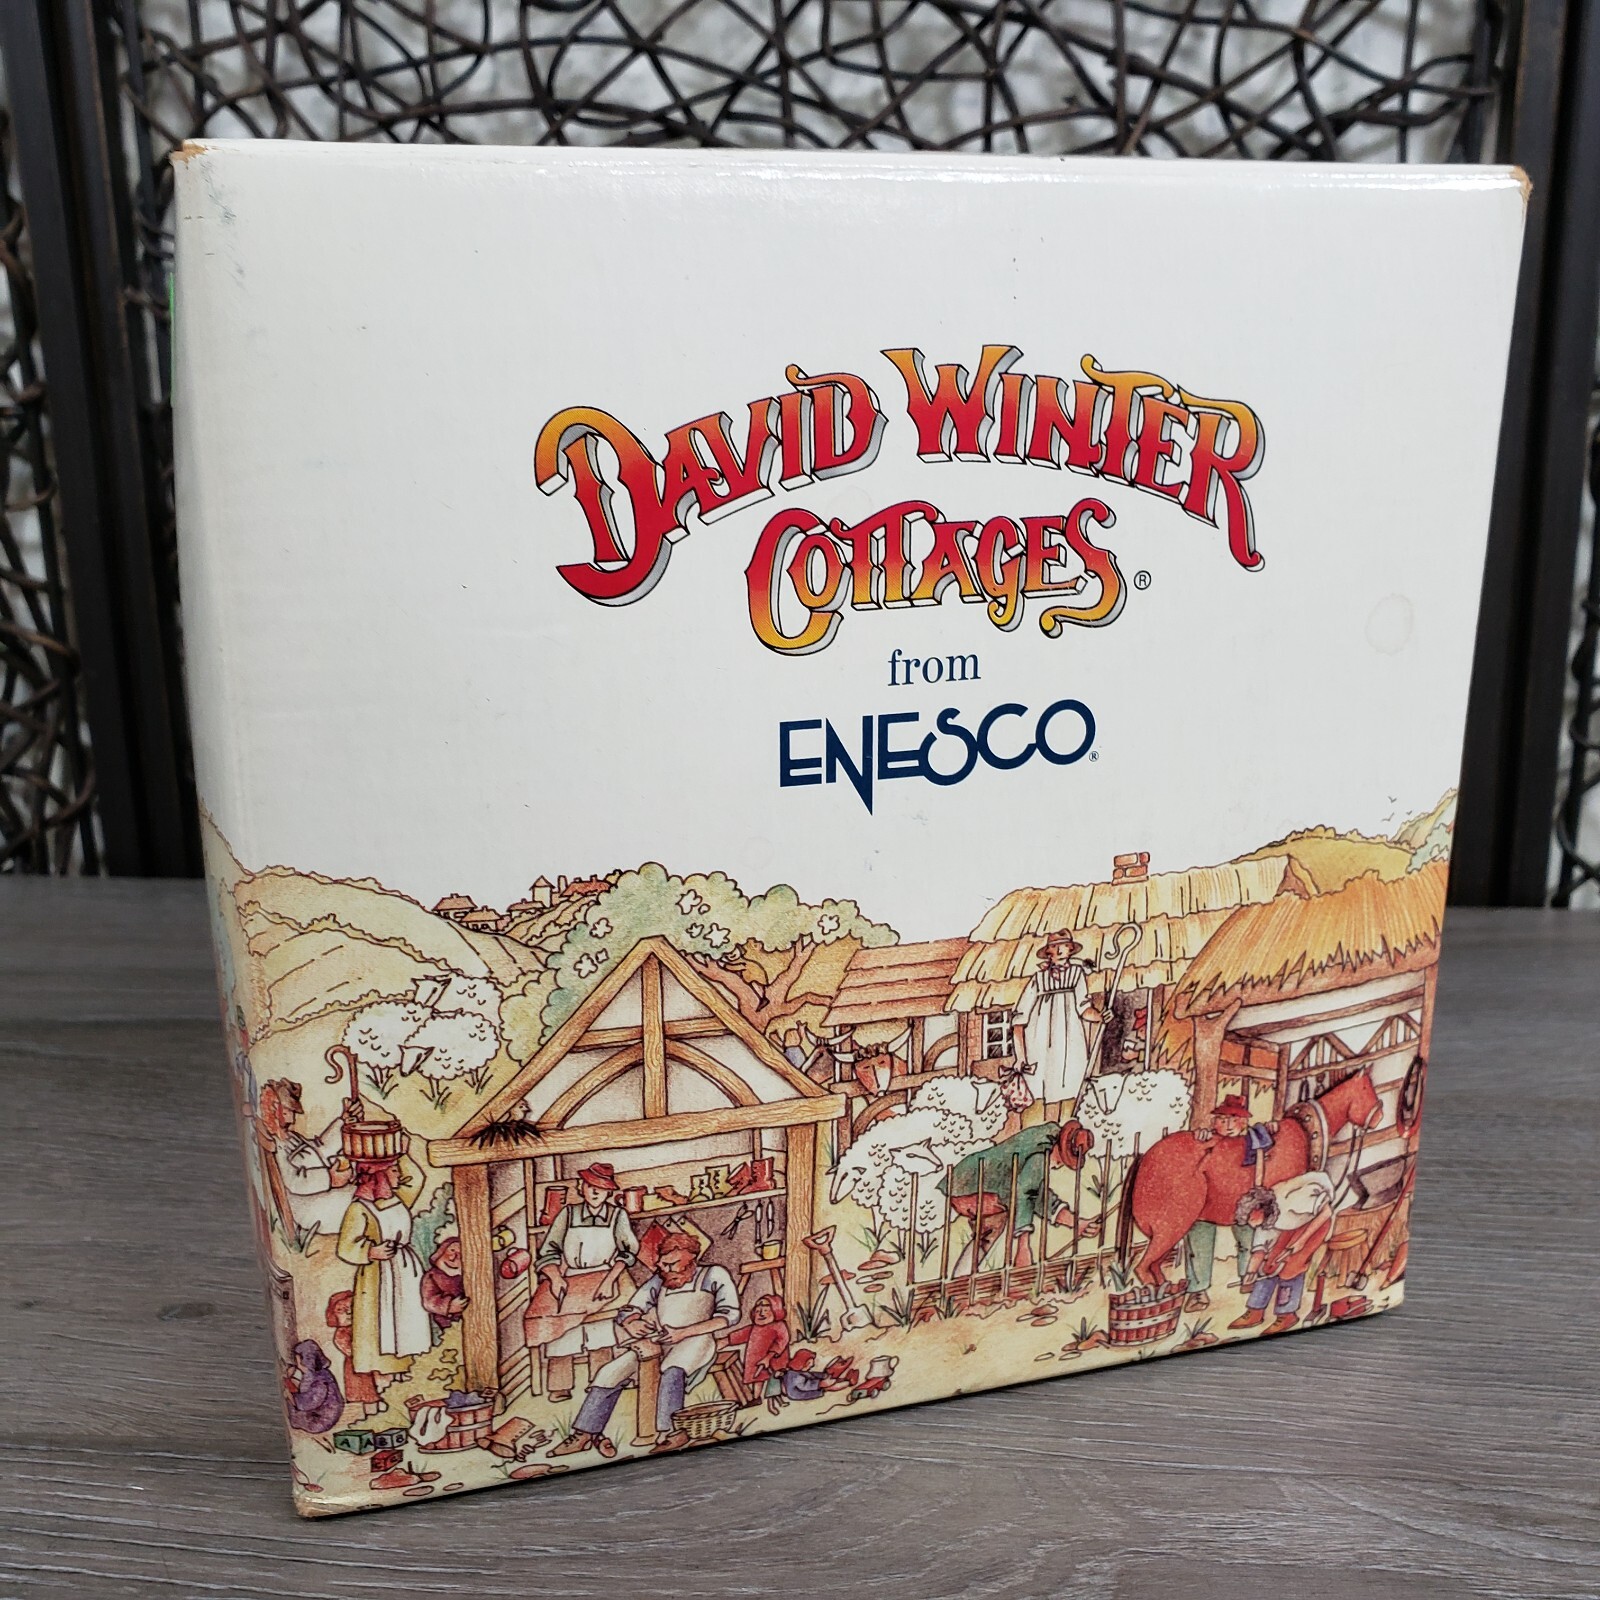 DAVID WINTER
COTTAGES ®
from
ENESCO ®
A A B B